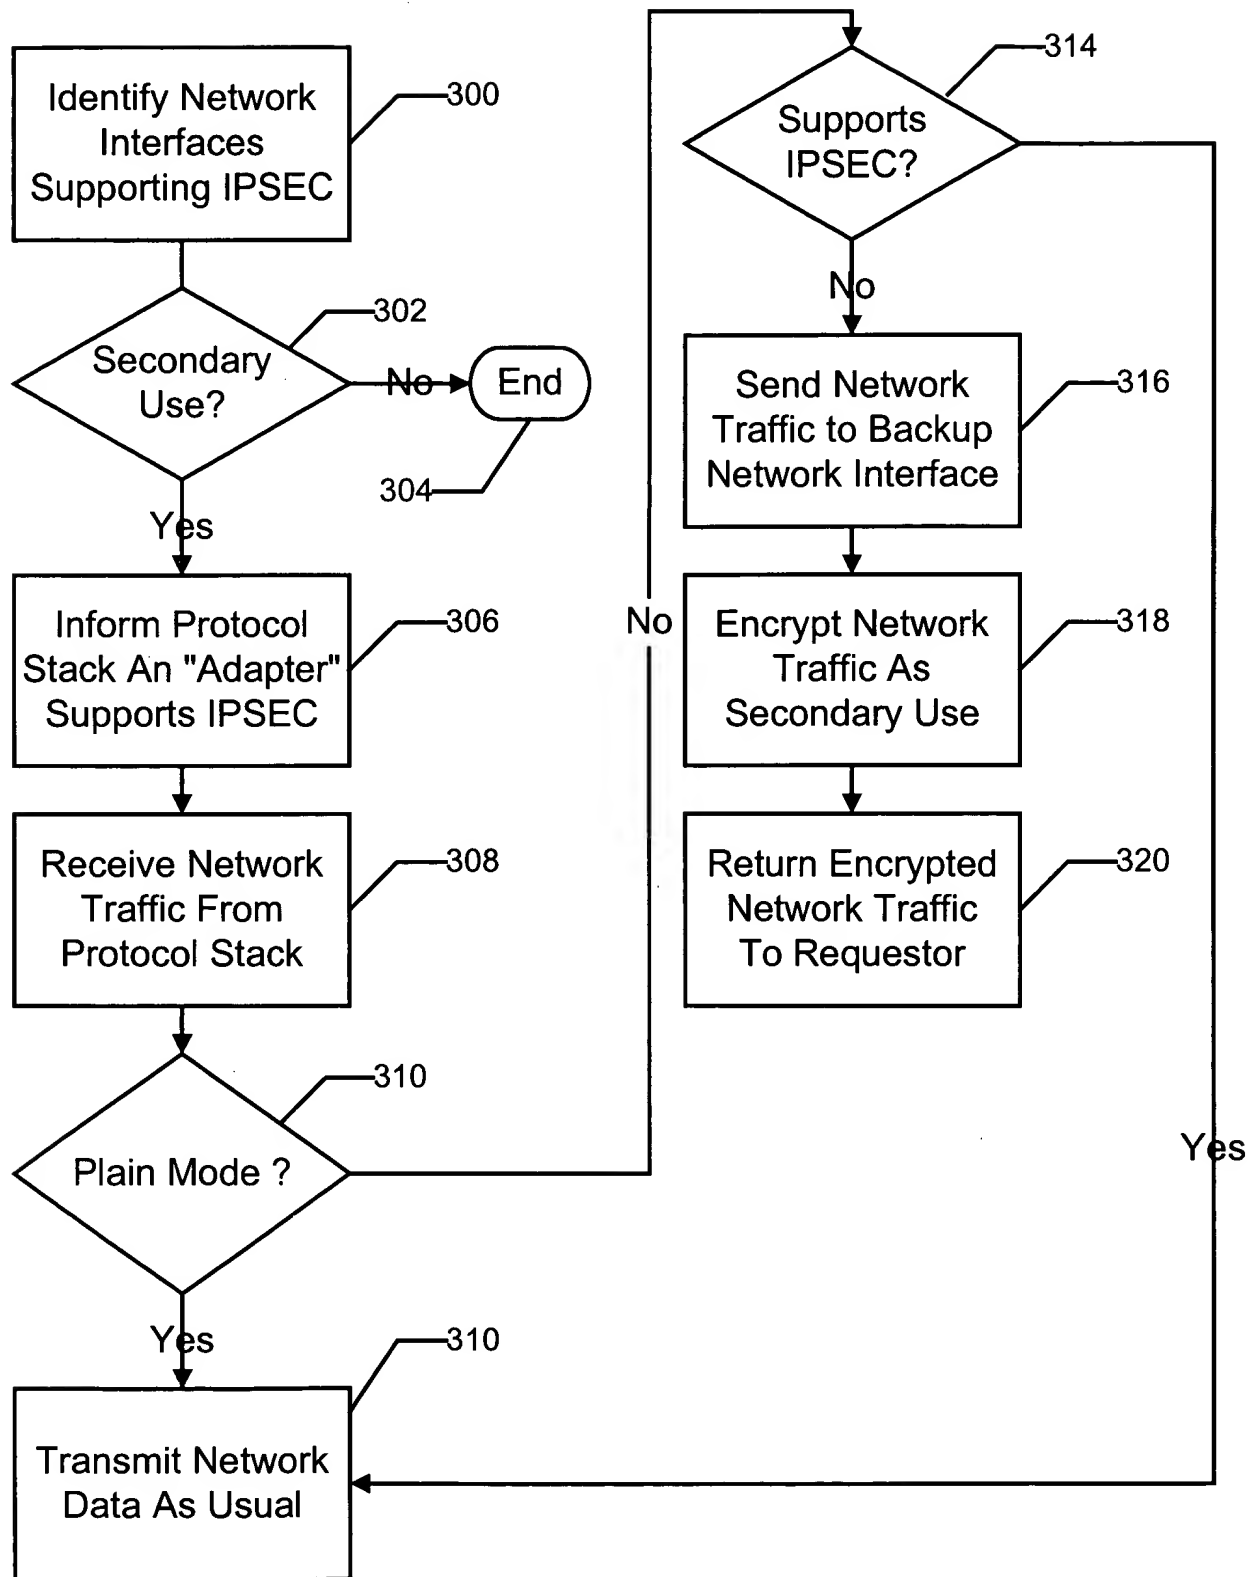 Identify Network
Interfaces
Supporting IPSEC
300
Secondary
Use?
302
No
End
304
Yes
Inform Protocol
Stack An "Adapter"
Supports IPSEC
306
Receive Network
Traffic From
Protocol Stack
308
Plain Mode ?
310
No
Yes
Transmit Network
Data As Usual
310
Supports
IPSEC?
314
No
Send Network
Traffic to Backup
Network Interface
316
Encrypt Network
Traffic As
Secondary Use
318
Return Encrypted
Network Traffic
To Requestor
320
Yes